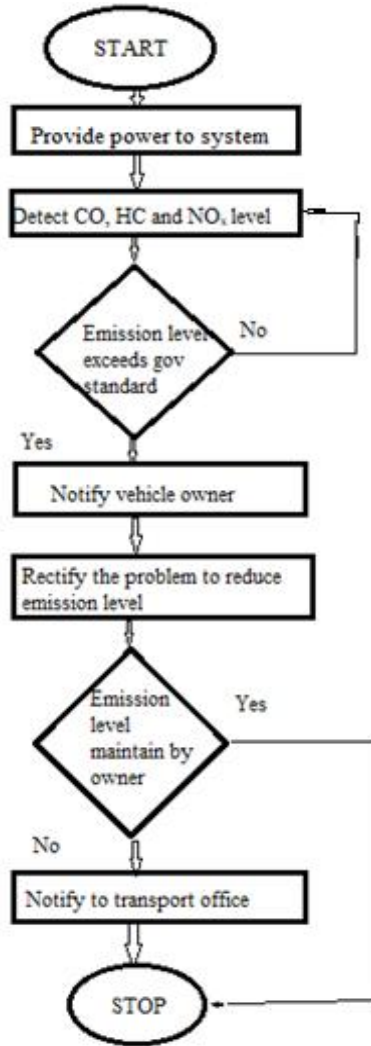 START
Provide power to system
Detect CO, HC and NOₓ level
Emission level
exceeds gov
standard
No
Yes
Notify vehicle owner
Rectify the problem to reduce
emission level
Emission
level
maintain by
owner
Yes
No
Notify to transport office
STOP